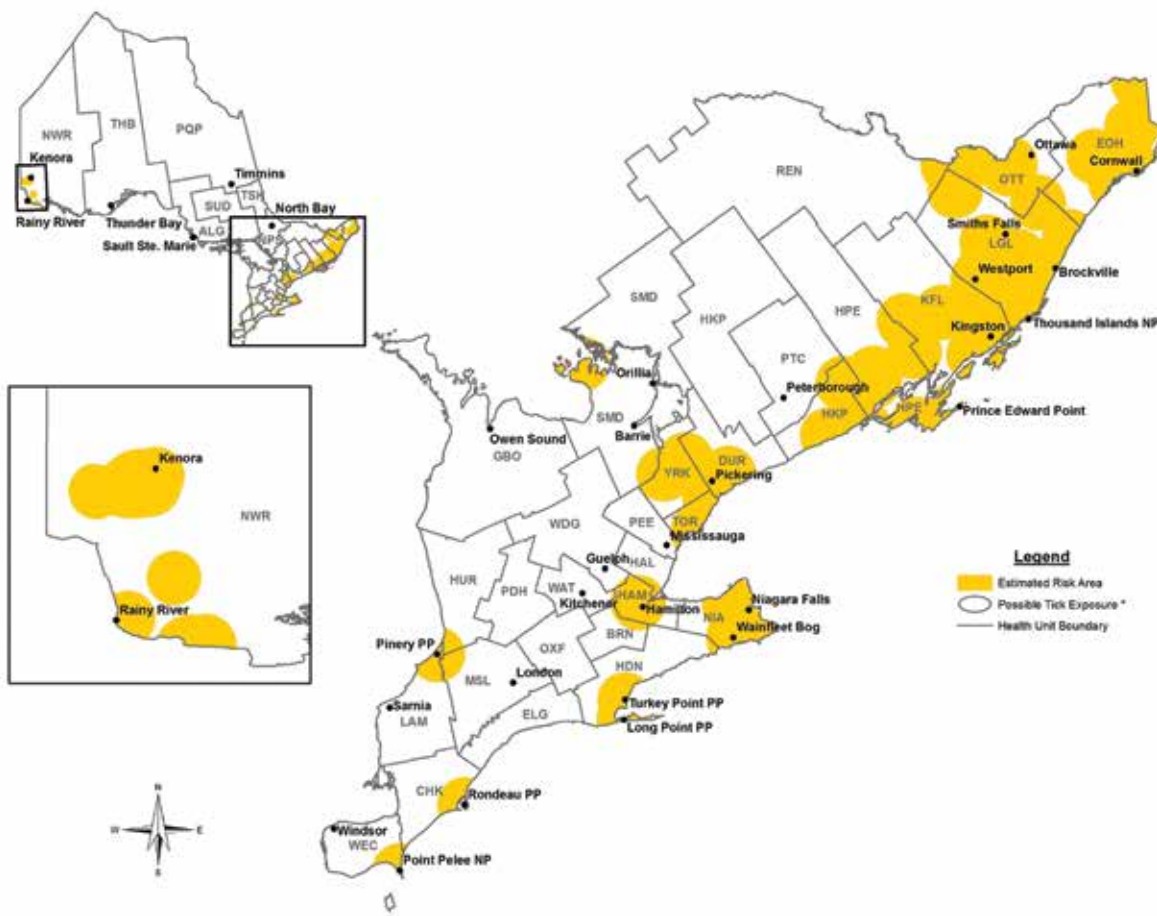 THB
PQP
NWR
Kenora
Timmins
TSK
SUD
North Bay
Rainy River
Thunder Bay
ALG
NPS
Sault Ste. Marie
Kenora
NWR
Rainy River
REN
Ottawa
EOH
Cornwall
OTT
Smiths Falls
LGL
Westport
Brockville
SMD
HKP
HPE
KFL
Kingston
Thousand Islands NP
PTC
Orillia
Peterborough
HKP
HPE
Prince Edward Point
SMD
Barrie
Owen Sound
GBO
YRK
DUR
Pickering
WDG
PEE
TOR
Mississauga
Guelph
HAL
HUR
PDH
WAT
Kitchener
HAM
Hamilton
Niagara Falls
NIA
Wainfleet Bog
BRN
Pinery PP
OXF
HDN
MSL
London
Turkey Point PP
Sarnia
LAM
ELG
Long Point PP
CHK
Rondeau PP
Windsor
WEC
Point Pelee NP
Legend
Estimated Risk Area
Possible Tick Exposure *
Health Unit Boundary
N
W
E
S